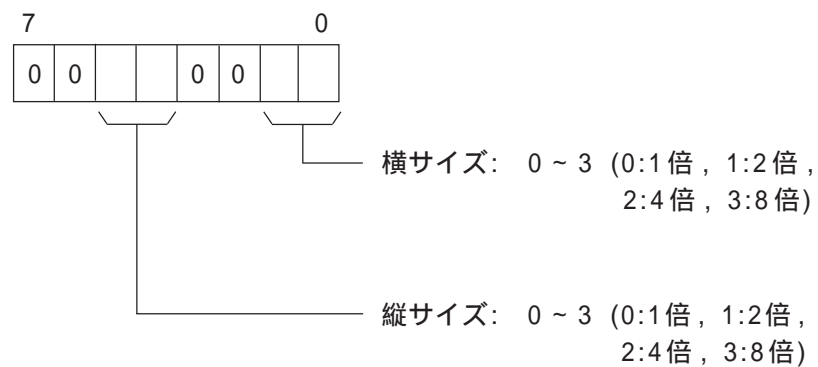 7 0
0 0 0 0
横サイズ: 0 ~ 3 (0:1倍, 1:2倍,
2:4倍, 3:8倍)
縦サイズ: 0 ~ 3 (0:1倍, 1:2倍,
2:4倍, 3:8倍)